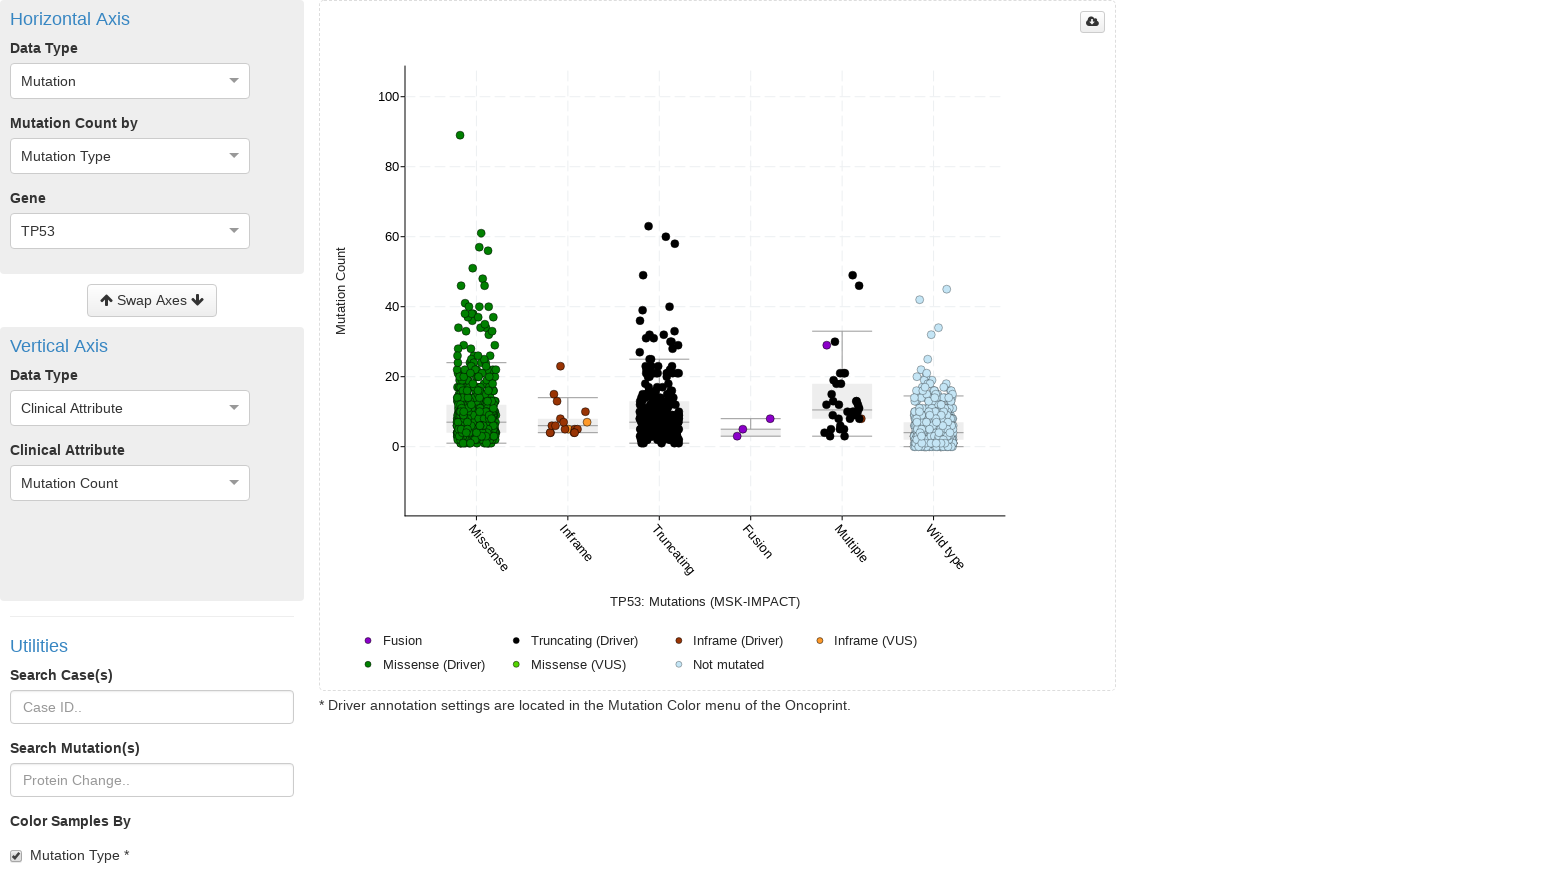 Horizontal Axis
Data Type
Mutation
Mutation Count by
Mutation Type
Gene
TP53
Swap Axes
Vertical Axis
Data Type
Clinical Attribute
Clinical Attribute
Mutation Count
Utilities
Search Case(s)
Case ID..
Search Mutation(s)
Protein Change..
Color Samples By
Mutation Type *
Mutation Count
100
80
60
40
20
0
Missense
Inframe
Truncating
Fusion
Multiple
Wild type
TP53: Mutations (MSK-IMPACT)
Fusion
Truncating (Driver)
Inframe (Driver)
Inframe (VUS)
Missense (Driver)
Missense (VUS)
Not mutated
* Driver annotation settings are located in the Mutation Color menu of the Oncoprint.